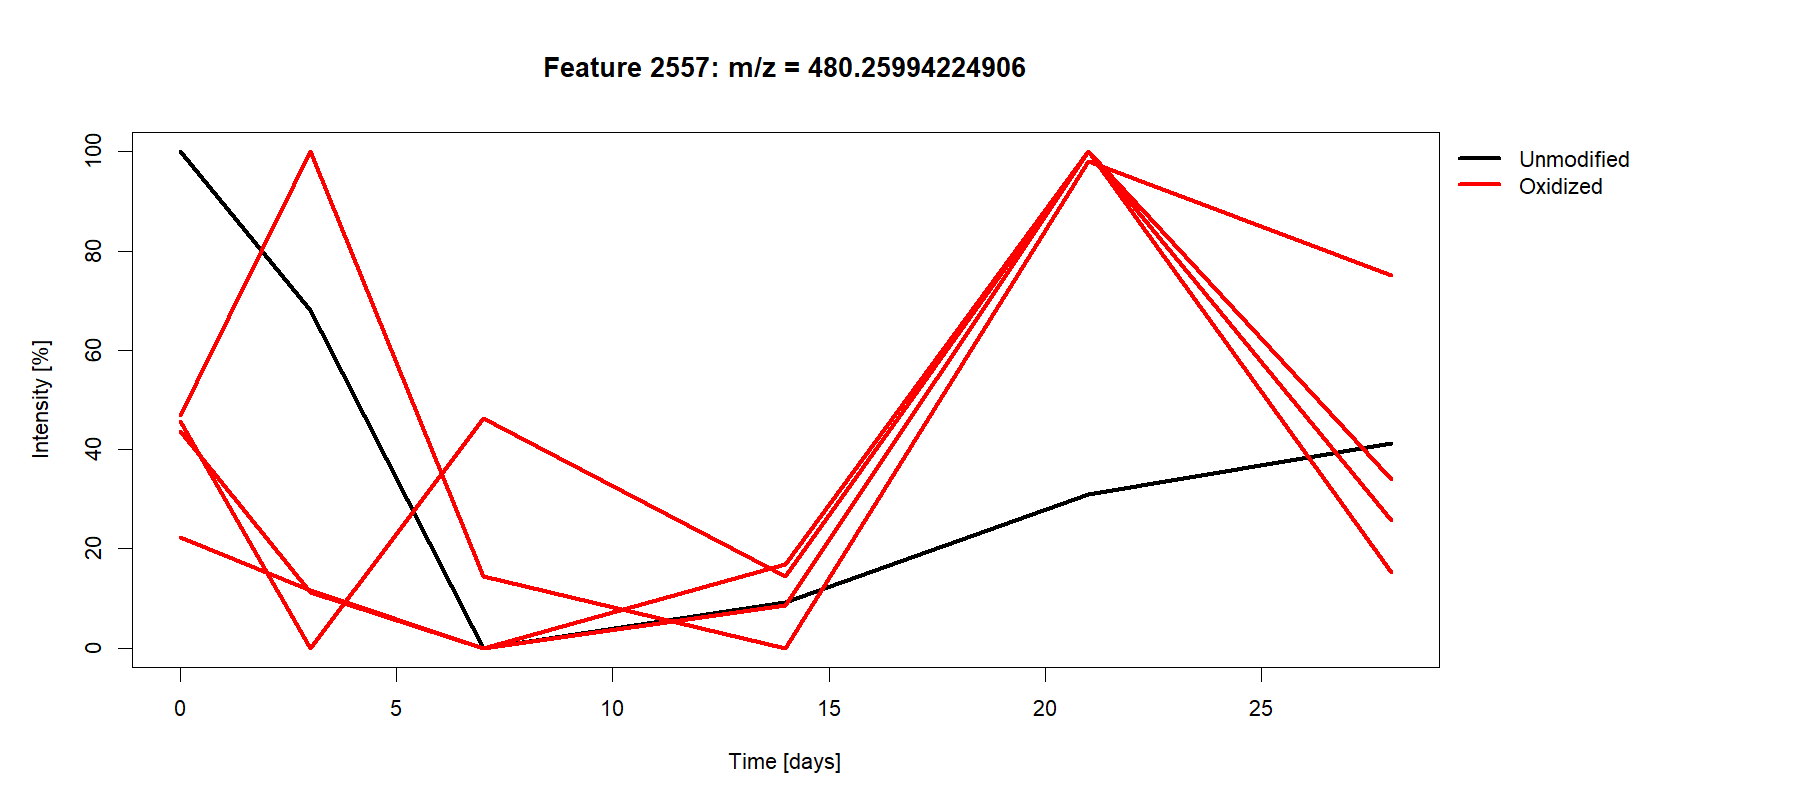 Feature 2557: m/z = 480.25994224906
Unmodified
Oxidized
Intensity [%]
100
80
60
40
20
0
0 5 10 15 20 25
Time [days]